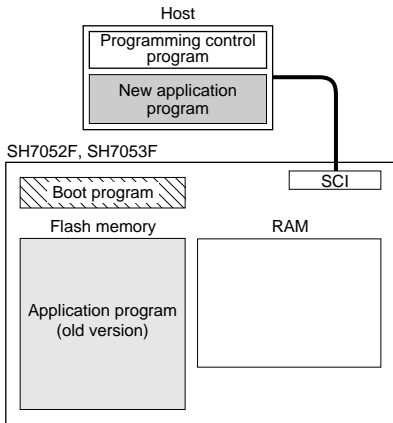 Host
Programming control
program
New application
program
SH7052F, SH7053F
SCI
Boot program
Flash memory
RAM
Application program
(old version)